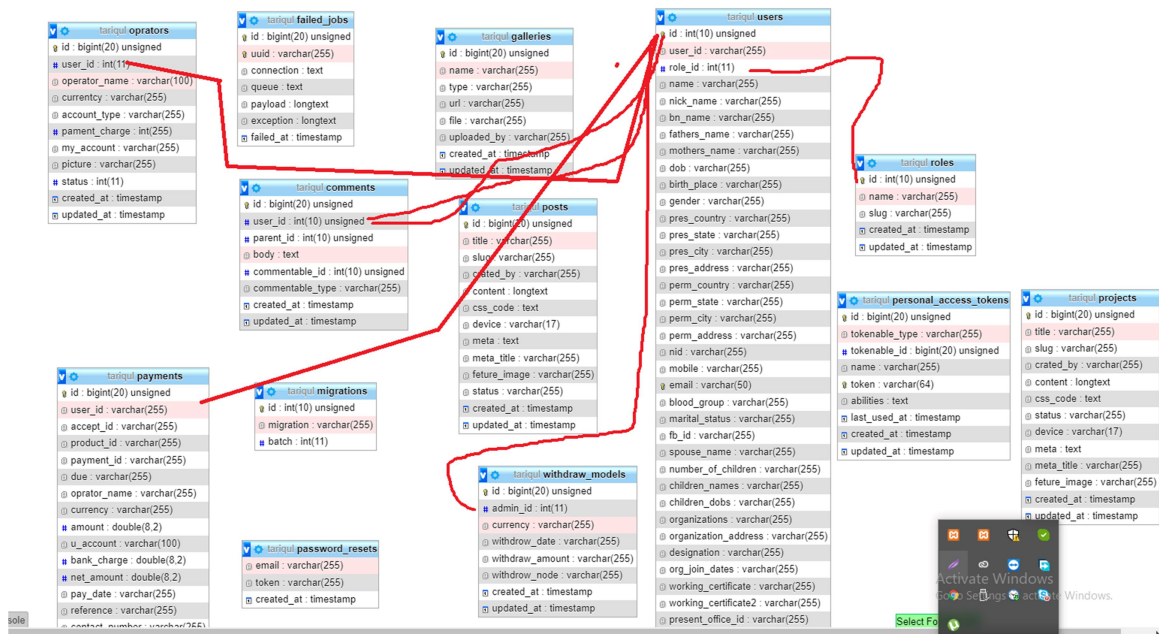 tariqul oprators
id : bigint(20) unsigned
user_id : int(11)
operator_name : varchar(100)
currentcy : varchar(255)
account_type : varchar(255)
pament_charge : int(255)
my_account : varchar(255)
picture : varchar(255)
status : int(11)
created_at : timestamp
updated_at : timestamp
tariqul failed_jobs
id : bigint(20) unsigned
uuid : varchar(255)
connection : text
queue : text
payload : longtext
exception : longtext
failed_at : timestamp
tariqul galleries
id : bigint(20) unsigned
name : varchar(255)
type : varchar(255)
url : varchar(255)
file : varchar(255)
uploaded_by : varchar(255)
created_at : timestamp
updated_at : timestamp
tariqul users
id : int(10) unsigned
user_id : varchar(255)
role_id : int(11)
name : varchar(255)
nick_name : varchar(255)
bn_name : varchar(255)
fathers_name : varchar(255)
mothers_name : varchar(255)
dob : varchar(255)
birth_place : varchar(255)
gender : varchar(255)
pres_country : varchar(255)
pres_state : varchar(255)
pres_city : varchar(255)
pres_address : varchar(255)
perm_country : varchar(255)
perm_state : varchar(255)
perm_city : varchar(255)
perm_address : varchar(255)
nid : varchar(255)
mobile : varchar(255)
email : varchar(50)
blood_group : varchar(255)
marital_status : varchar(255)
fb_id : varchar(255)
spouse_name : varchar(255)
number_of_children : varchar(255)
children_names : varchar(255)
children_dobs : varchar(255)
organizations : varchar(255)
organization_address : varchar(255)
designation : varchar(255)
org_join_dates : varchar(255)
working_certificate : varchar(255)
working_certificate2 : varchar(255)
present_office_id : varchar(255)
tariqul roles
id : int(10) unsigned
name : varchar(255)
slug : varchar(255)
created_at : timestamp
updated_at : timestamp
tariqul comments
id : bigint(20) unsigned
user_id : int(10) unsigned
parent_id : int(10) unsigned
body : text
commentable_id : int(10) unsigned
commentable_type : varchar(255)
created_at : timestamp
updated_at : timestamp
tariqul posts
id : bigint(20) unsigned
title : varchar(255)
slug : varchar(255)
crated_by : varchar(255)
content : longtext
css_code : text
device : varchar(17)
meta : text
meta_title : varchar(255)
feture_image : varchar(255)
status : varchar(255)
created_at : timestamp
updated_at : timestamp
tariqul personal_access_tokens
id : bigint(20) unsigned
tokenable_type : varchar(255)
tokenable_id : bigint(20) unsigned
name : varchar(255)
token : varchar(64)
abilities : text
last_used_at : timestamp
created_at : timestamp
updated_at : timestamp
tariqul projects
id : bigint(20) unsigned
title : varchar(255)
slug : varchar(255)
crated_by : varchar(255)
content : longtext
css_code : text
status : varchar(255)
device : varchar(17)
meta : text
meta_title : varchar(255)
feture_image : varchar(255)
created_at : timestamp
updated_at : timestamp
tariqul payments
id : bigint(20) unsigned
user_id : varchar(255)
accept_id : varchar(255)
product_id : varchar(255)
payment_id : varchar(255)
due : varchar(255)
oprator_name : varchar(255)
currency : varchar(255)
amount : double(8,2)
u_account : varchar(100)
bank_charge : double(8,2)
net_amount : double(8,2)
pay_date : varchar(255)
reference : varchar(255)
contact_number : varchar(255)
tariqul migrations
id : int(10) unsigned
migration : varchar(255)
batch : int(11)
tariqul withdraw_models
id : bigint(20) unsigned
admin_id : int(11)
currency : varchar(255)
withdrow_date : varchar(255)
withdraw_amount : varchar(255)
withdrow_node : varchar(255)
created_at : timestamp
updated_at : timestamp
tariqul password_resets
email : varchar(255)
token : varchar(255)
created_at : timestamp
Activate Windows
Go to Settings to activate Windows.
sole
Select Fo